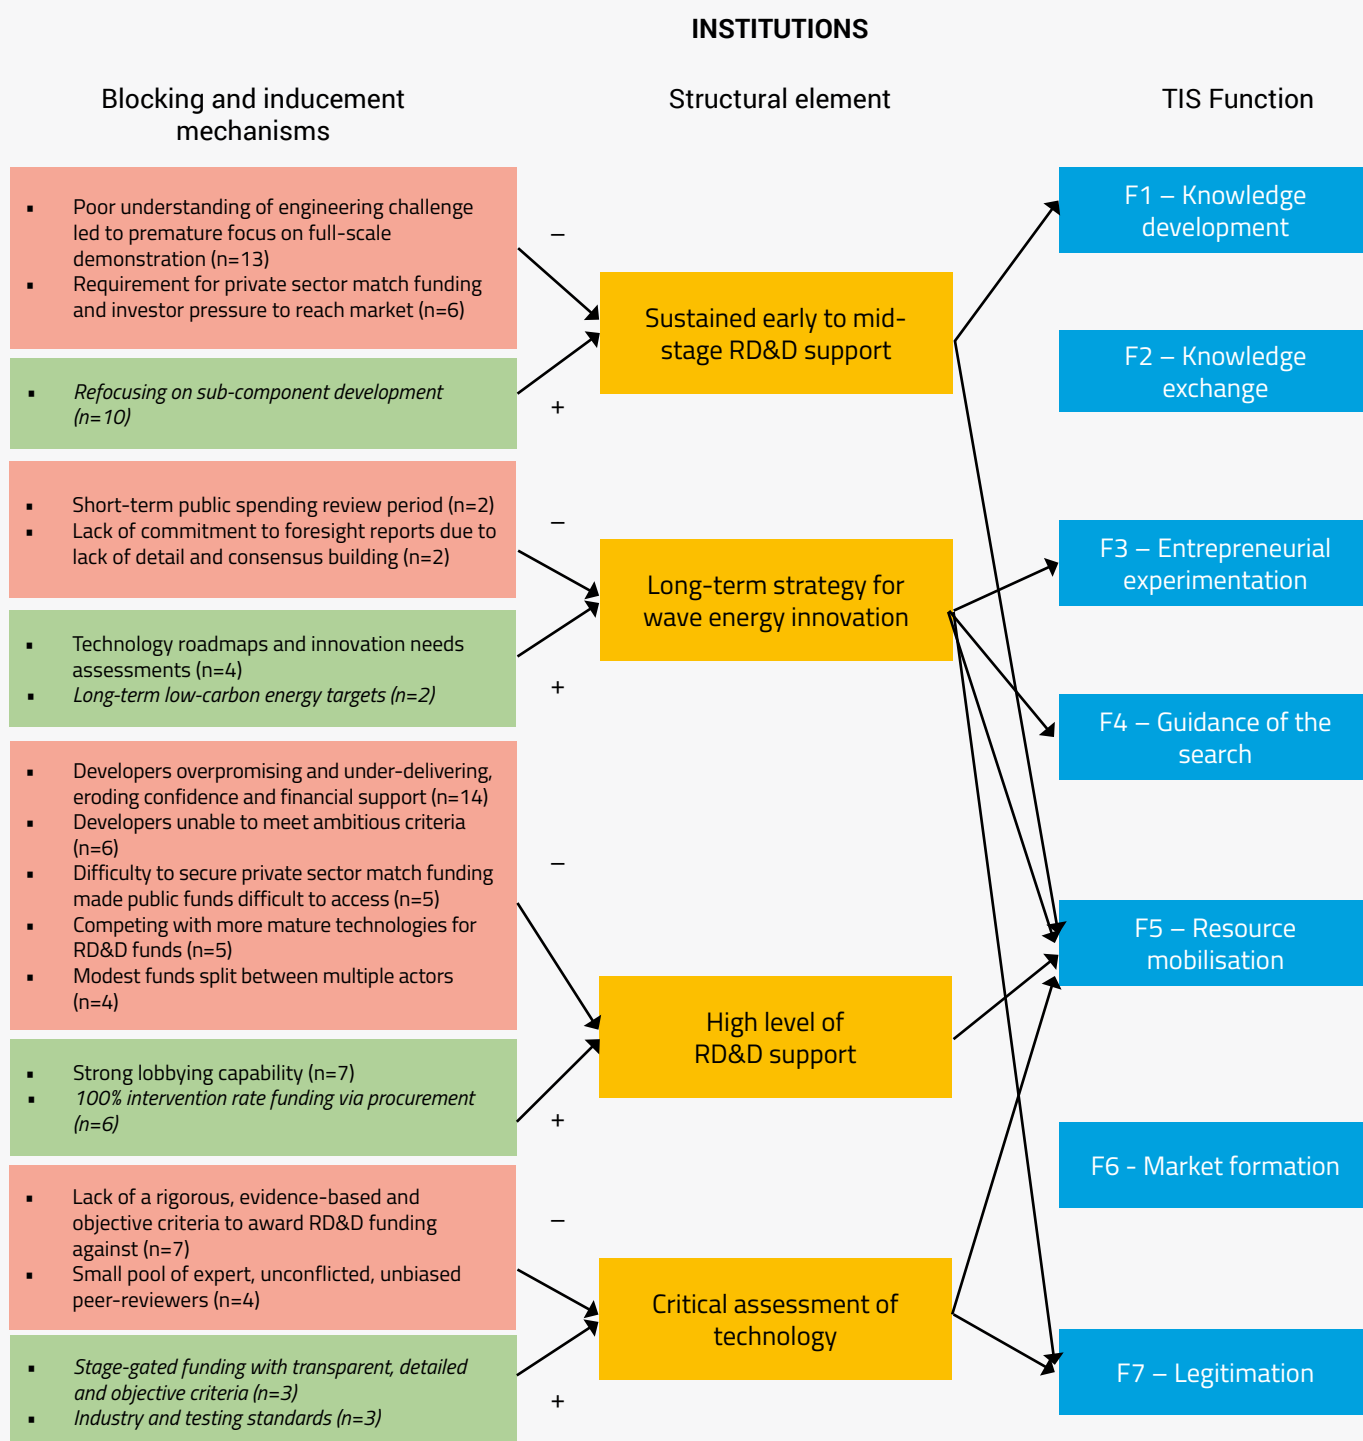 INSTITUTIONS
Blocking and inducement
mechanisms
Structural element
TIS Function
▪ Poor understanding of engineering challenge
led to premature focus on full-scale
demonstration (n=13)
▪ Requirement for private sector match funding
and investor pressure to reach market (n=6)
–
▪ Refocusing on sub-component development
(n=10)
+
Sustained early to mid-
stage RD&D support
F1 – Knowledge
development
F2 – Knowledge
exchange
▪ Short-term public spending review period (n=2)
▪ Lack of commitment to foresight reports due to
lack of detail and consensus building (n=2)
–
▪ Technology roadmaps and innovation needs
assessments (n=4)
▪ Long-term low-carbon energy targets (n=2)
+
Long-term strategy for
wave energy innovation
F3 – Entrepreneurial
experimentation
F4 – Guidance of the
search
▪ Developers overpromising and under-delivering,
eroding confidence and financial support (n=14)
▪ Developers unable to meet ambitious criteria
(n=6)
▪ Difficulty to secure private sector match funding
made public funds difficult to access (n=5)
▪ Competing with more mature technologies for
RD&D funds (n=5)
▪ Modest funds split between multiple actors
(n=4)
–
▪ Strong lobbying capability (n=7)
▪ 100% intervention rate funding via procurement
(n=6)
+
High level of
RD&D support
F5 – Resource
mobilisation
F6 - Market formation
▪ Lack of a rigorous, evidence-based and
objective criteria to award RD&D funding
against (n=7)
▪ Small pool of expert, unconflicted, unbiased
peer-reviewers (n=4)
–
▪ Stage-gated funding with transparent, detailed
and objective criteria (n=3)
▪ Industry and testing standards (n=3)
+
Critical assessment of
technology
F7 – Legitimation